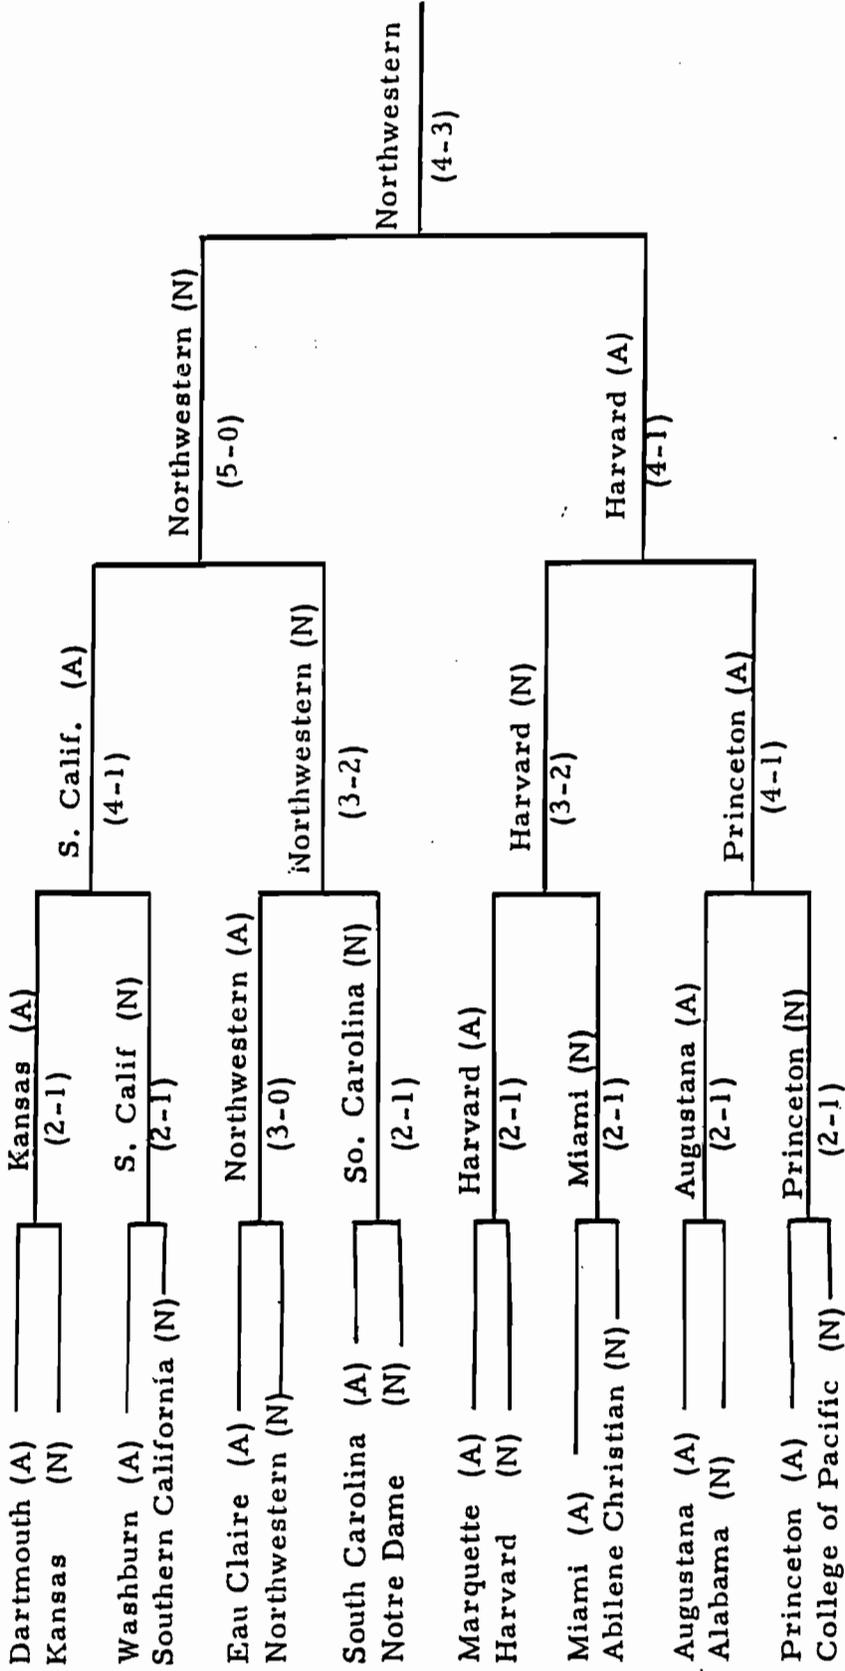 Dartmouth (A)
Kansas (N)
Washburn (A)
Southern California (N)
Eau Claire (A)
Northwestern (N)
South Carolina (A)
Notre Dame (N)
Marquette (A)
Harvard (N)
Miami (A)
Abilene Christian (N)
Augustana (A)
Alabama (N)
Princeton (A)
College of Pacific (N)
Kansas (A)
(2-1)
S. Calif (N)
(2-1)
Northwestern (A)
(3-0)
So. Carolina (N)
(2-1)
Harvard (A)
(2-1)
Miami (N)
(2-1)
Augustana (A)
(2-1)
Princeton (N)
(2-1)
S. Calif. (A)
(4-1)
Northwestern (N)
(3-2)
Harvard (N)
(3-2)
Princeton (A)
(4-1)
Northwestern (N)
(5-0)
Harvard (A)
(4-1)
Northwestern
(4-3)